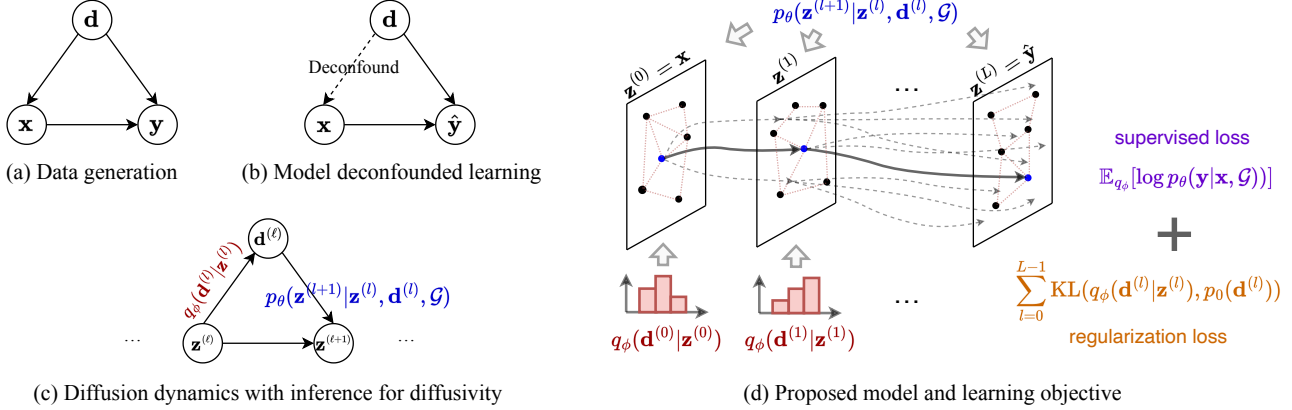 d
x
y
(a) Data generation
d
Deconfound
x
ŷ
(b) Model deconfounded learning
d^(ℓ)
q_ϕ(d^(l)|z^(l))
p_θ(z^(l+1)|z^(l), d^(l), G)
...
z^(ℓ)
z^(ℓ+1)
...
(c) Diffusion dynamics with inference for diffusivity
p_θ(z^(l+1)|z^(l), d^(l), G)
z^(0) = x
z^(1)
...
z^(L) = ŷ
supervised loss
𝔼_{q_ϕ}[log p_θ(y|x, G))]
+
∑_{l=0}^{L−1} KL(q_ϕ(d^(l)|z^(l)), p_0(d^(l)))
regularization loss
...
q_ϕ(d^(0)|z^(0))
q_ϕ(d^(1)|z^(1))
(d) Proposed model and learning objective